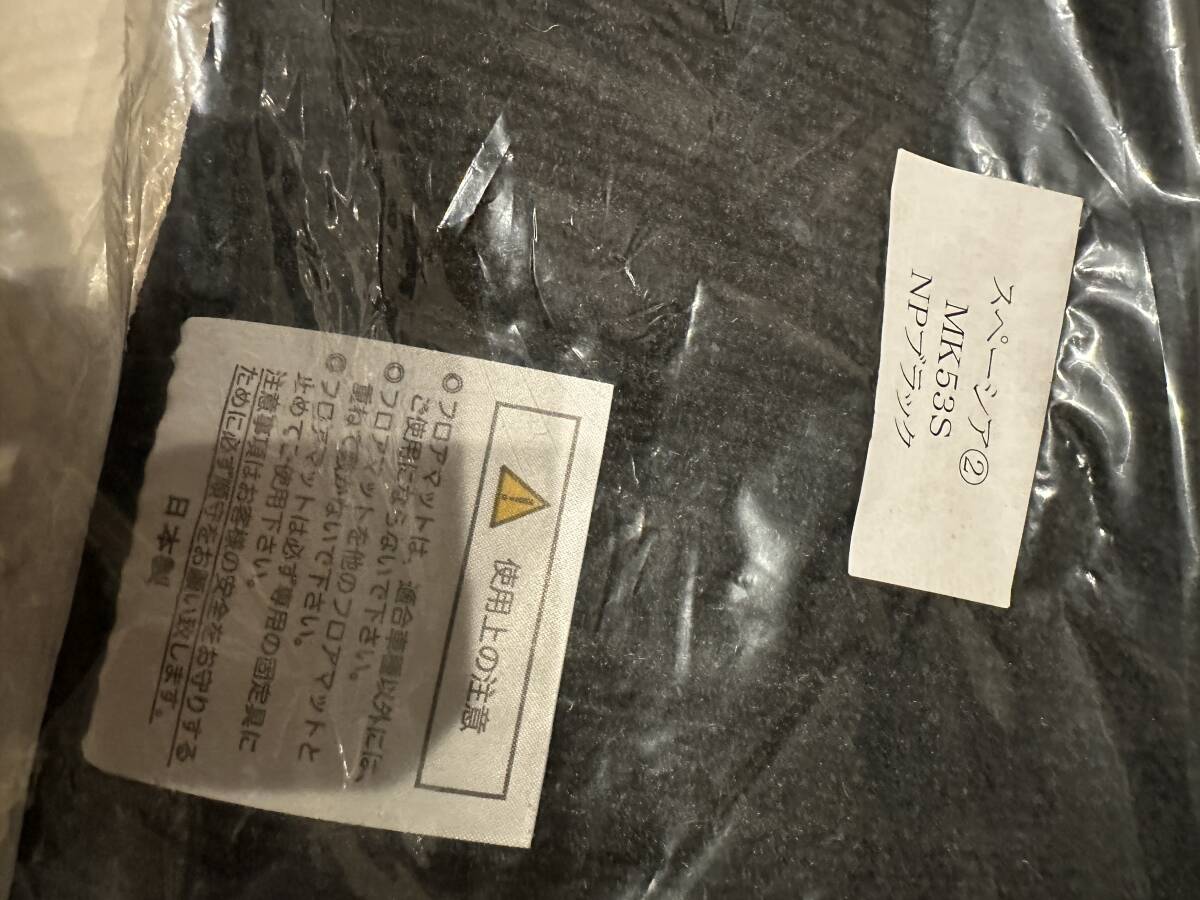 スペーシア②
MK53S
NPブラック
使用上の注意
◎フロアマットは、適合車種以外には、
ご使用にならないで下さい。
◎フロアマットを他のフロアマットと
重ねて敷かないで下さい。
◎フロアマットは必ず専用の固定具に
止めてご使用下さい。
注意事項はお客様の安全をお守りする
ために必ず順守をお願い致します。
日本製